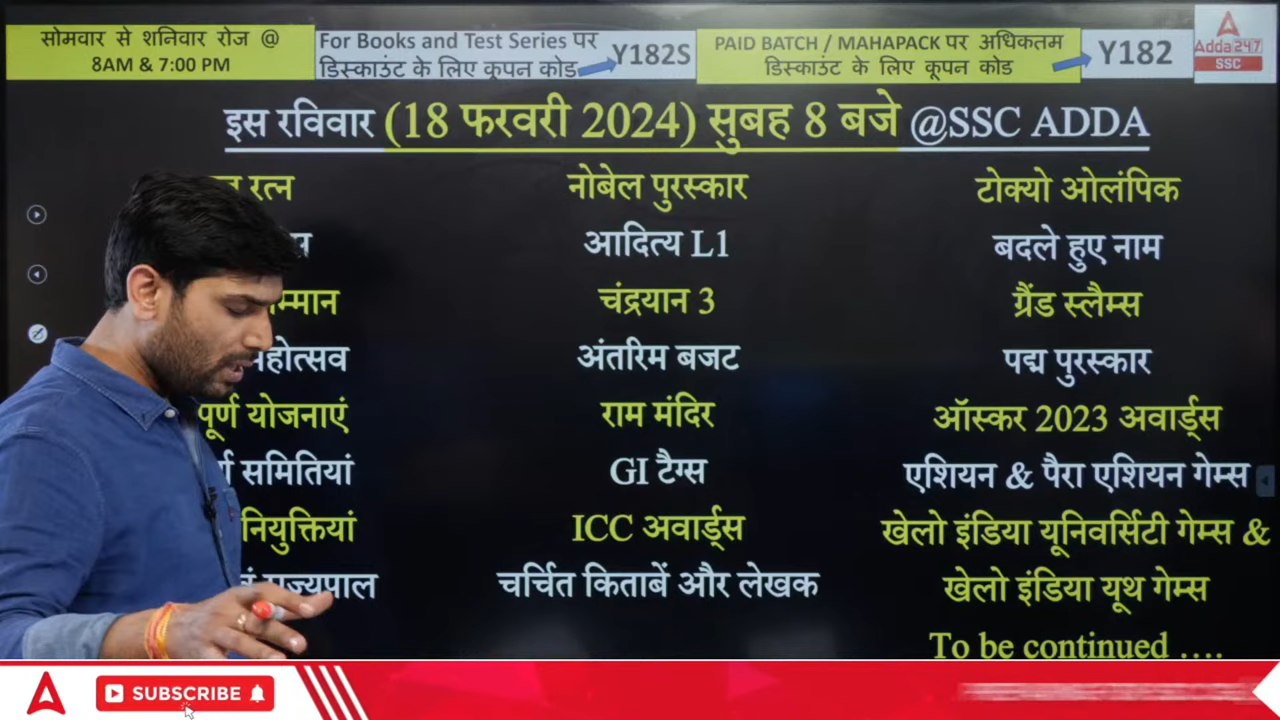 सोमवार से शनिवार रोज @
8AM & 7:00 PM
For Books and Test Series पर
डिस्काउंट के लिए कूपन कोड
Y182S
PAID BATCH / MAHAPACK पर अधिकतम
डिस्काउंट के लिए कूपन कोड
Y182
Adda247
SSC
इस रविवार (18 फरवरी 2024) सुबह 8 बजे @SSC ADDA
रत्न
नोबेल पुरस्कार
टोक्यो ओलंपिक
आदित्य L1
बदले हुए नाम
चंद्रयान 3
ग्रैंड स्लैम्स
अंतरिम बजट
पद्म पुरस्कार
पूर्ण योजनाएं
राम मंदिर
ऑस्कर 2023 अवार्ड्स
समितियां
GI टैग्स
एशियन & पैरा एशियन गेम्स
नियुक्तियां
ICC अवार्ड्स
खेलो इंडिया यूनिवर्सिटी गेम्स &
राज्यपाल
चर्चित किताबें और लेखक
खेलो इंडिया यूथ गेम्स
To be continued ....
SUBSCRIBE